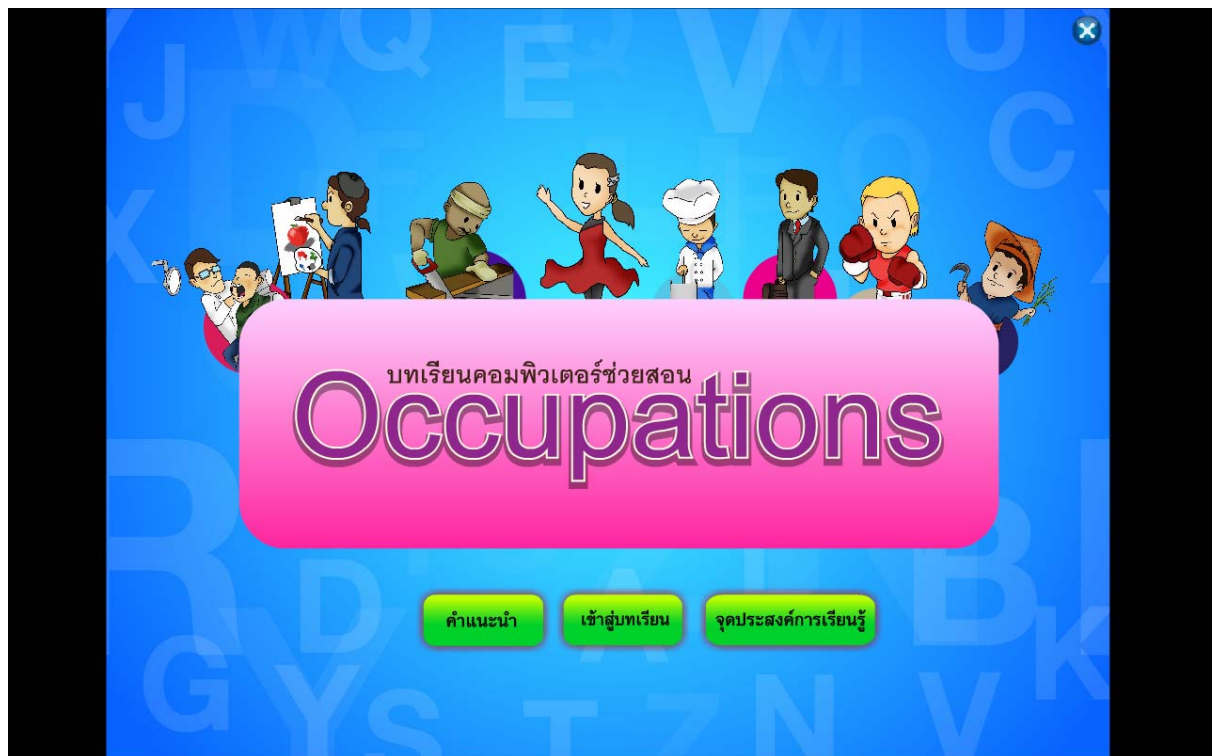 บทเรียนคอมพิวเตอร์ช่วยสอน
Occupations
คำแนะนำ
เข้าสู่บทเรียน
จุดประสงค์การเรียนรู้